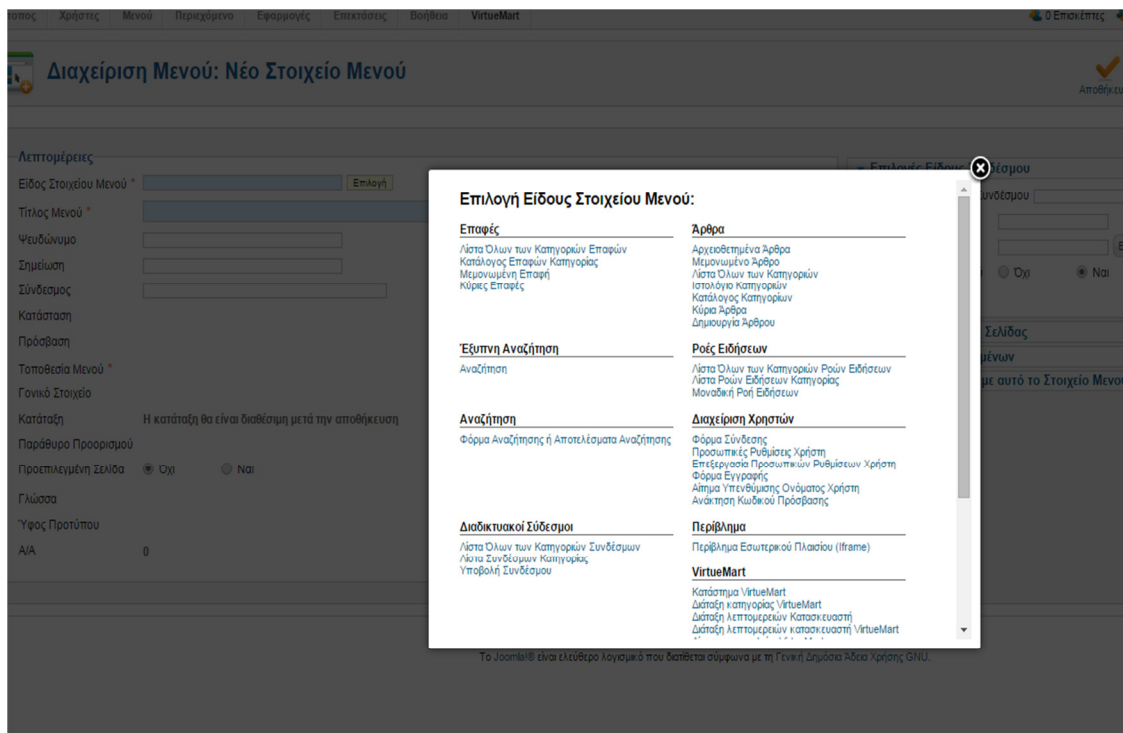 Χρήστες Μενού Περιεχόμενο Εφαρμογές Επεκτάσεις Βοήθεια VirtueMart 0 Επισκέπτες
Διαχείριση Μενού: Νέο Στοιχείο Μενού
Λεπτομέρειες
Είδος Στοιχείου Μενού * Επιλογή
Τίτλος Μενού *
Ψευδώνυμο
Σημείωση
Σύνδεσμος
Κατάσταση
Πρόσβαση
Τοποθεσία Μενού *
Γονικό Στοιχείο
Κατάταξη Η κατάταξη θα είναι διαθέσιμη μετά την αποθήκευση
Παράθυρο Προορισμού
Προεπιλεγμένη Σελίδα Όχι Ναι
Γλώσσα
Ύφος Προτύπου
Α/Α 0
Επιλογή Είδους Στοιχείου Μενού:
Επαφές
Λίστα Όλων των Κατηγοριών Επαφών
Κατάλογος Επαφών Κατηγορίας
Μεμονωμένη Επαφή
Κύριες Επαφές
Άρθρα
Αρχειοθετημένα Άρθρα
Μεμονωμένο Άρθρο
Λίστα Όλων των Κατηγοριών
Ιστολόγιο Κατηγοριών
Κατάλογος Κατηγορίων
Κύρια Άρθρα
Δημιουργία Άρθρου
Έξυπνη Αναζήτηση
Αναζήτηση
Ροές Ειδήσεων
Λίστα Όλων των Κατηγοριών Ροών Ειδήσεων
Λίστα Ροών Ειδήσεων Κατηγορίας
Μοναδική Ροή Ειδήσεων
Αναζήτηση
Φόρμα Αναζήτησης ή Αποτελέσματα Αναζήτησης
Διαχείριση Χρηστών
Φόρμα Σύνδεσης
Προσωπικές Ρυθμίσεις Χρήστη
Επεξεργασία Προσωπικών Ρυθμίσεων Χρήστη
Φόρμα Εγγραφής
Αίτημα Υπενθύμισης Ονόματος Χρήστη
Ανάκτηση Κωδικού Πρόσβασης
Διαδικτυακοί Σύδεσμοι
Λίστα Όλων των Κατηγοριών Συνδέσμων
Λίστα Συνδέσμων Κατηγορίας
Υποβολή Συνδέσμου
Περίβλημα
Περίβλημα Εσωτερικού Πλαισίου (Iframe)
VirtueMart
Κατάστημα VirtueMart
Διάταξη κατηγορίας VirtueMart
Διάταξη λεπτομερειών Κατασκευαστή
Διάταξη λεπτομερειών κατασκευαστή VirtueMart
Επιλογές Είδους
Όχι Ναι
Σελίδας
με αυτό το Στοιχείο
Το Joomla!® είναι ελεύθερο λογισμικό που διατίθεται σύμφωνα με τη Γενική Δημόσια Άδεια Χρήσης GNU.